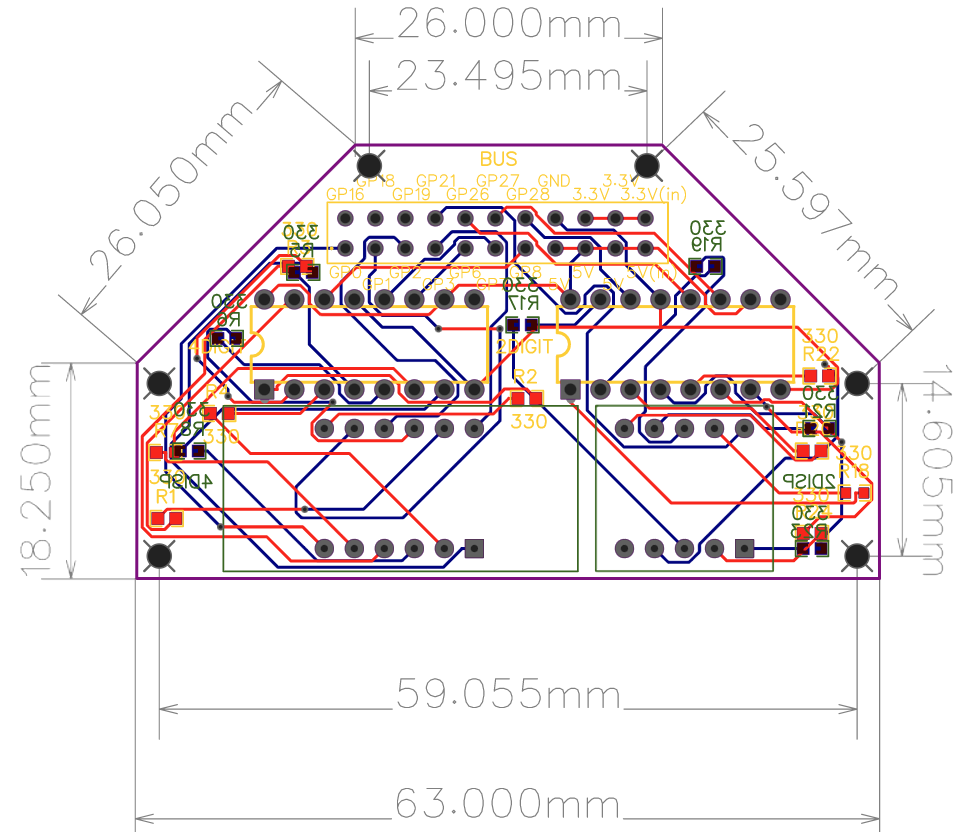 26.000mm
23.495mm
26.050mm
25.597mm
BUS
GP18 GP21 GP27 GND 3.3V
GP16 GP19 GP26 GP28 3.3V 3.3V(in)
330
R5
330
R19
GP0 GP2 GP6 GP8 5V 5V(in)
GP1 GP3 5V
330
R17
330
R6
2DIGIT
330
R22
R2
330
330
R21
R4
330
330
R8
R7
330
R18
4DISP
2DISP
R1
330
330
R23
18.250mm
14.605mm
59.055mm
63.000mm